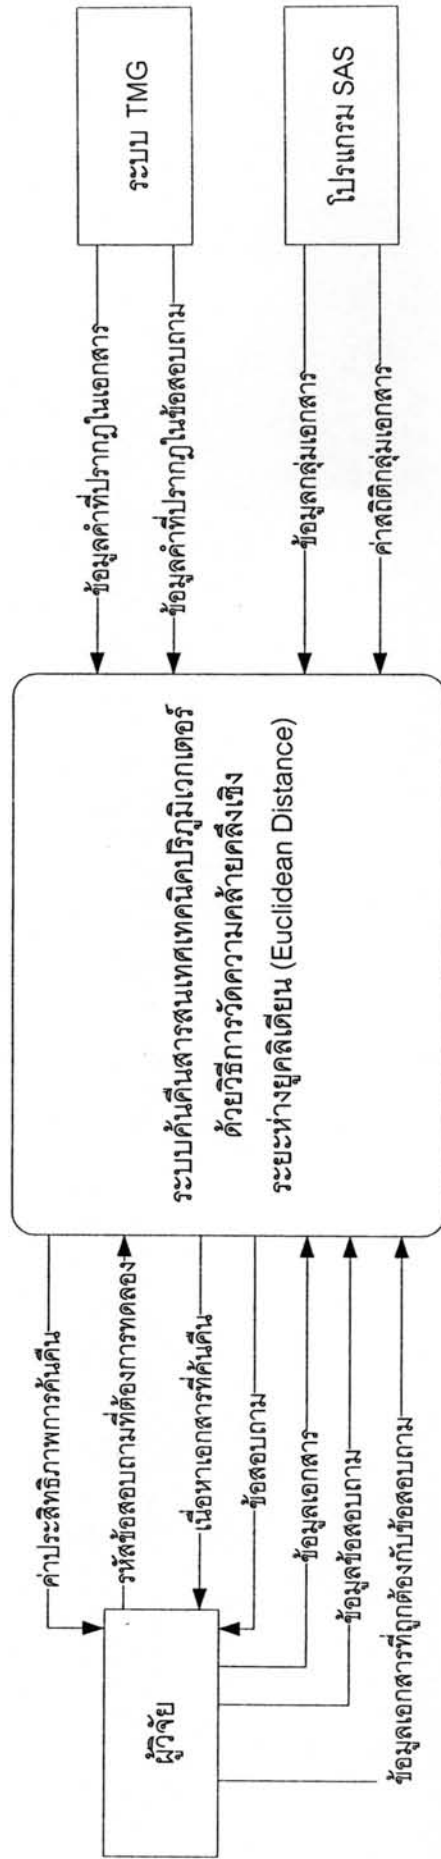 ค่าประสิทธิภาพการค้นคืน
รหัสข้อสอบถามที่ต้องการทดลอง
ผู้วิจัย
เนื้อหาเอกสารที่ค้นคืน
ข้อสอบถาม
ข้อมูลเอกสาร
ข้อมูลข้อสอบถาม
ข้อมูลเอกสารที่ถูกต้องกับข้อสอบถาม
ระบบค้นคืนสารสนเทศเทคนิคปริภูมิเวกเตอร์
ด้วยวิธีการวัดความคล้ายคลึงเชิง
ระยะห่างยูคลิเดียน (Euclidean Distance)
ข้อมูลคำที่ปรากฏในเอกสาร
ข้อมูลคำที่ปรากฏในข้อสอบถาม
ระบบ TMG
ข้อมูลกลุ่มเอกสาร
ค่าสถิติกลุ่มเอกสาร
โปรแกรม SAS